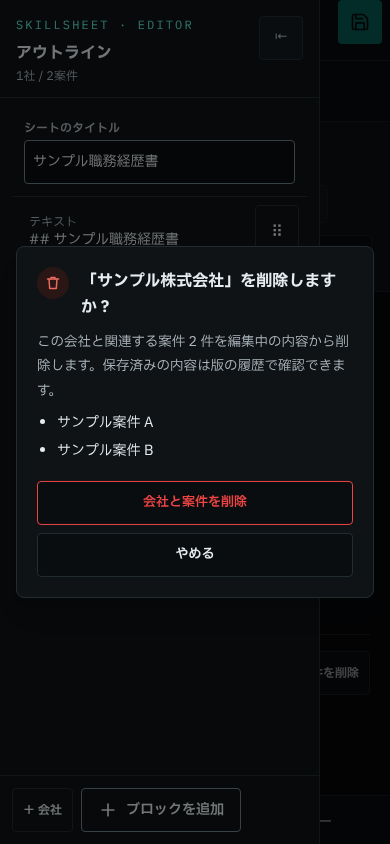 SKILLSHEET · EDITOR
アウトライン
1社 / 2案件
シートのタイトル
サンプル職務経歴書
テキスト
## サンプル職務経歴書
「サンプル株式会社」を削除します
か？
この会社と関連する案件 2 件を編集中の内容から削
除します。保存済みの内容は版の履歴で確認できま
す。
サンプル案件 A
サンプル案件 B
会社と案件を削除
やめる
件を削除
+ 会社
+ ブロックを追加